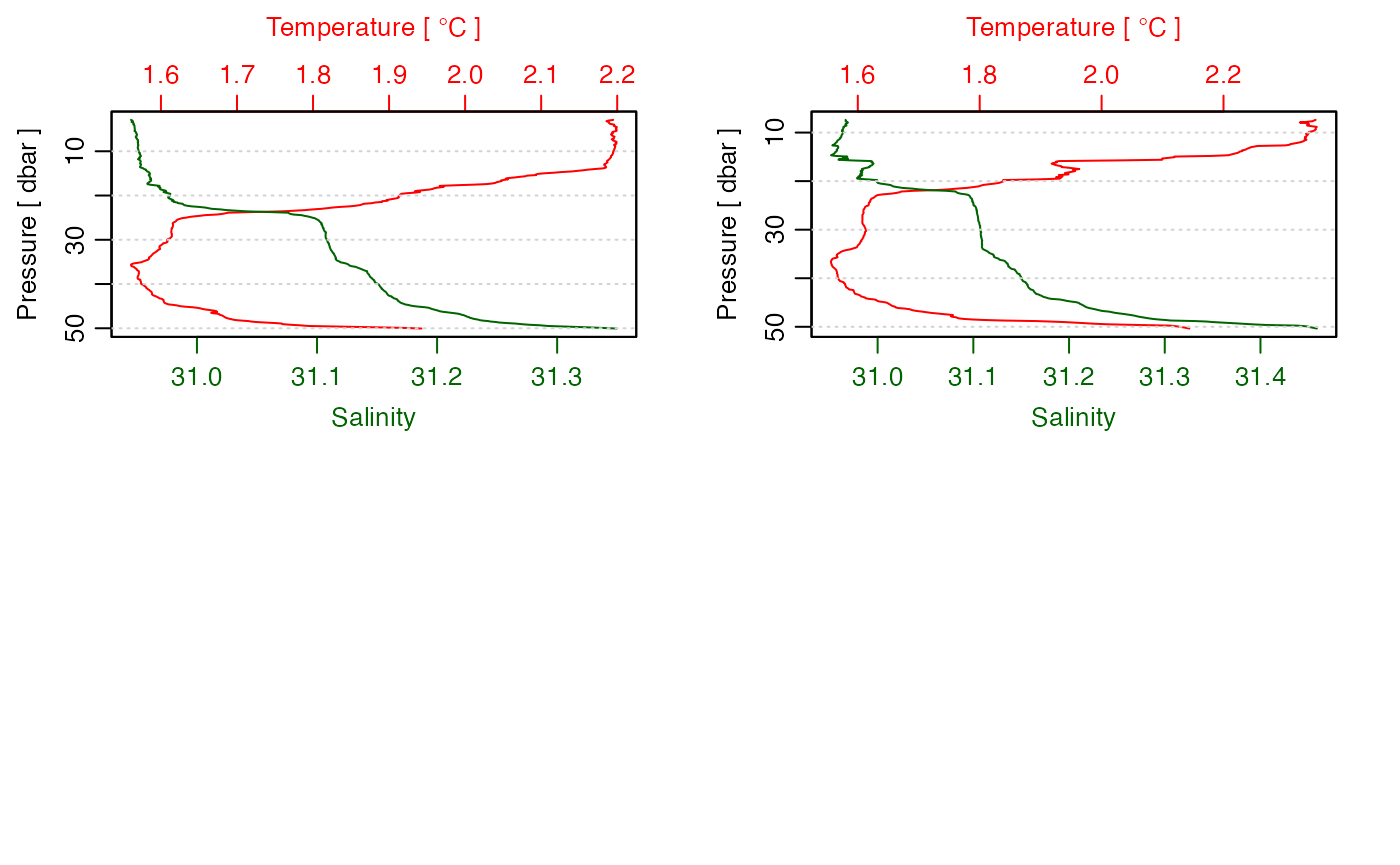 Temperature [ °C ]
1.6 1.7 1.8 1.9 2.0 2.1 2.2
Pressure [ dbar ]
10
30
50
31.0 31.1 31.2 31.3
Salinity
Temperature [ °C ]
1.6 1.8 2.0 2.2
Pressure [ dbar ]
10
30
50
31.0 31.1 31.2 31.3 31.4
Salinity